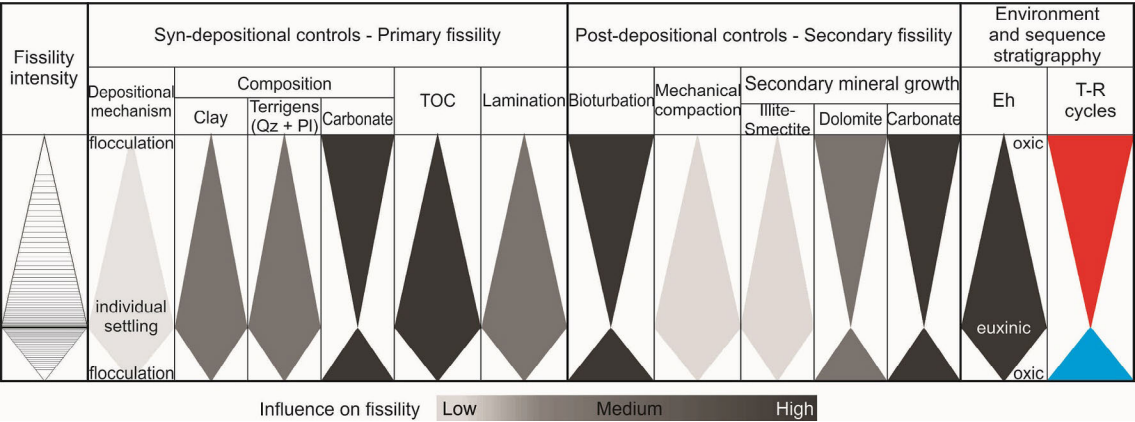 Fissility
intensity
Syn-depositional controls - Primary fissility
Post-depositional controls - Secondary fissility
Environment
and sequence
stratigrapphy
Depositional
mechanism
Composition
Clay
Terrigens
(Qz + Pl)
Carbonate
TOC
Lamination
Bioturbation
Mechanical
compaction
Secondary mineral growth
Illite-
Smectite
Dolomite
Carbonate
Eh
T-R
cycles
flocculation
oxic
individual
settling
euxinic
flocculation
oxic
Influence on fissility
Low
Medium
High